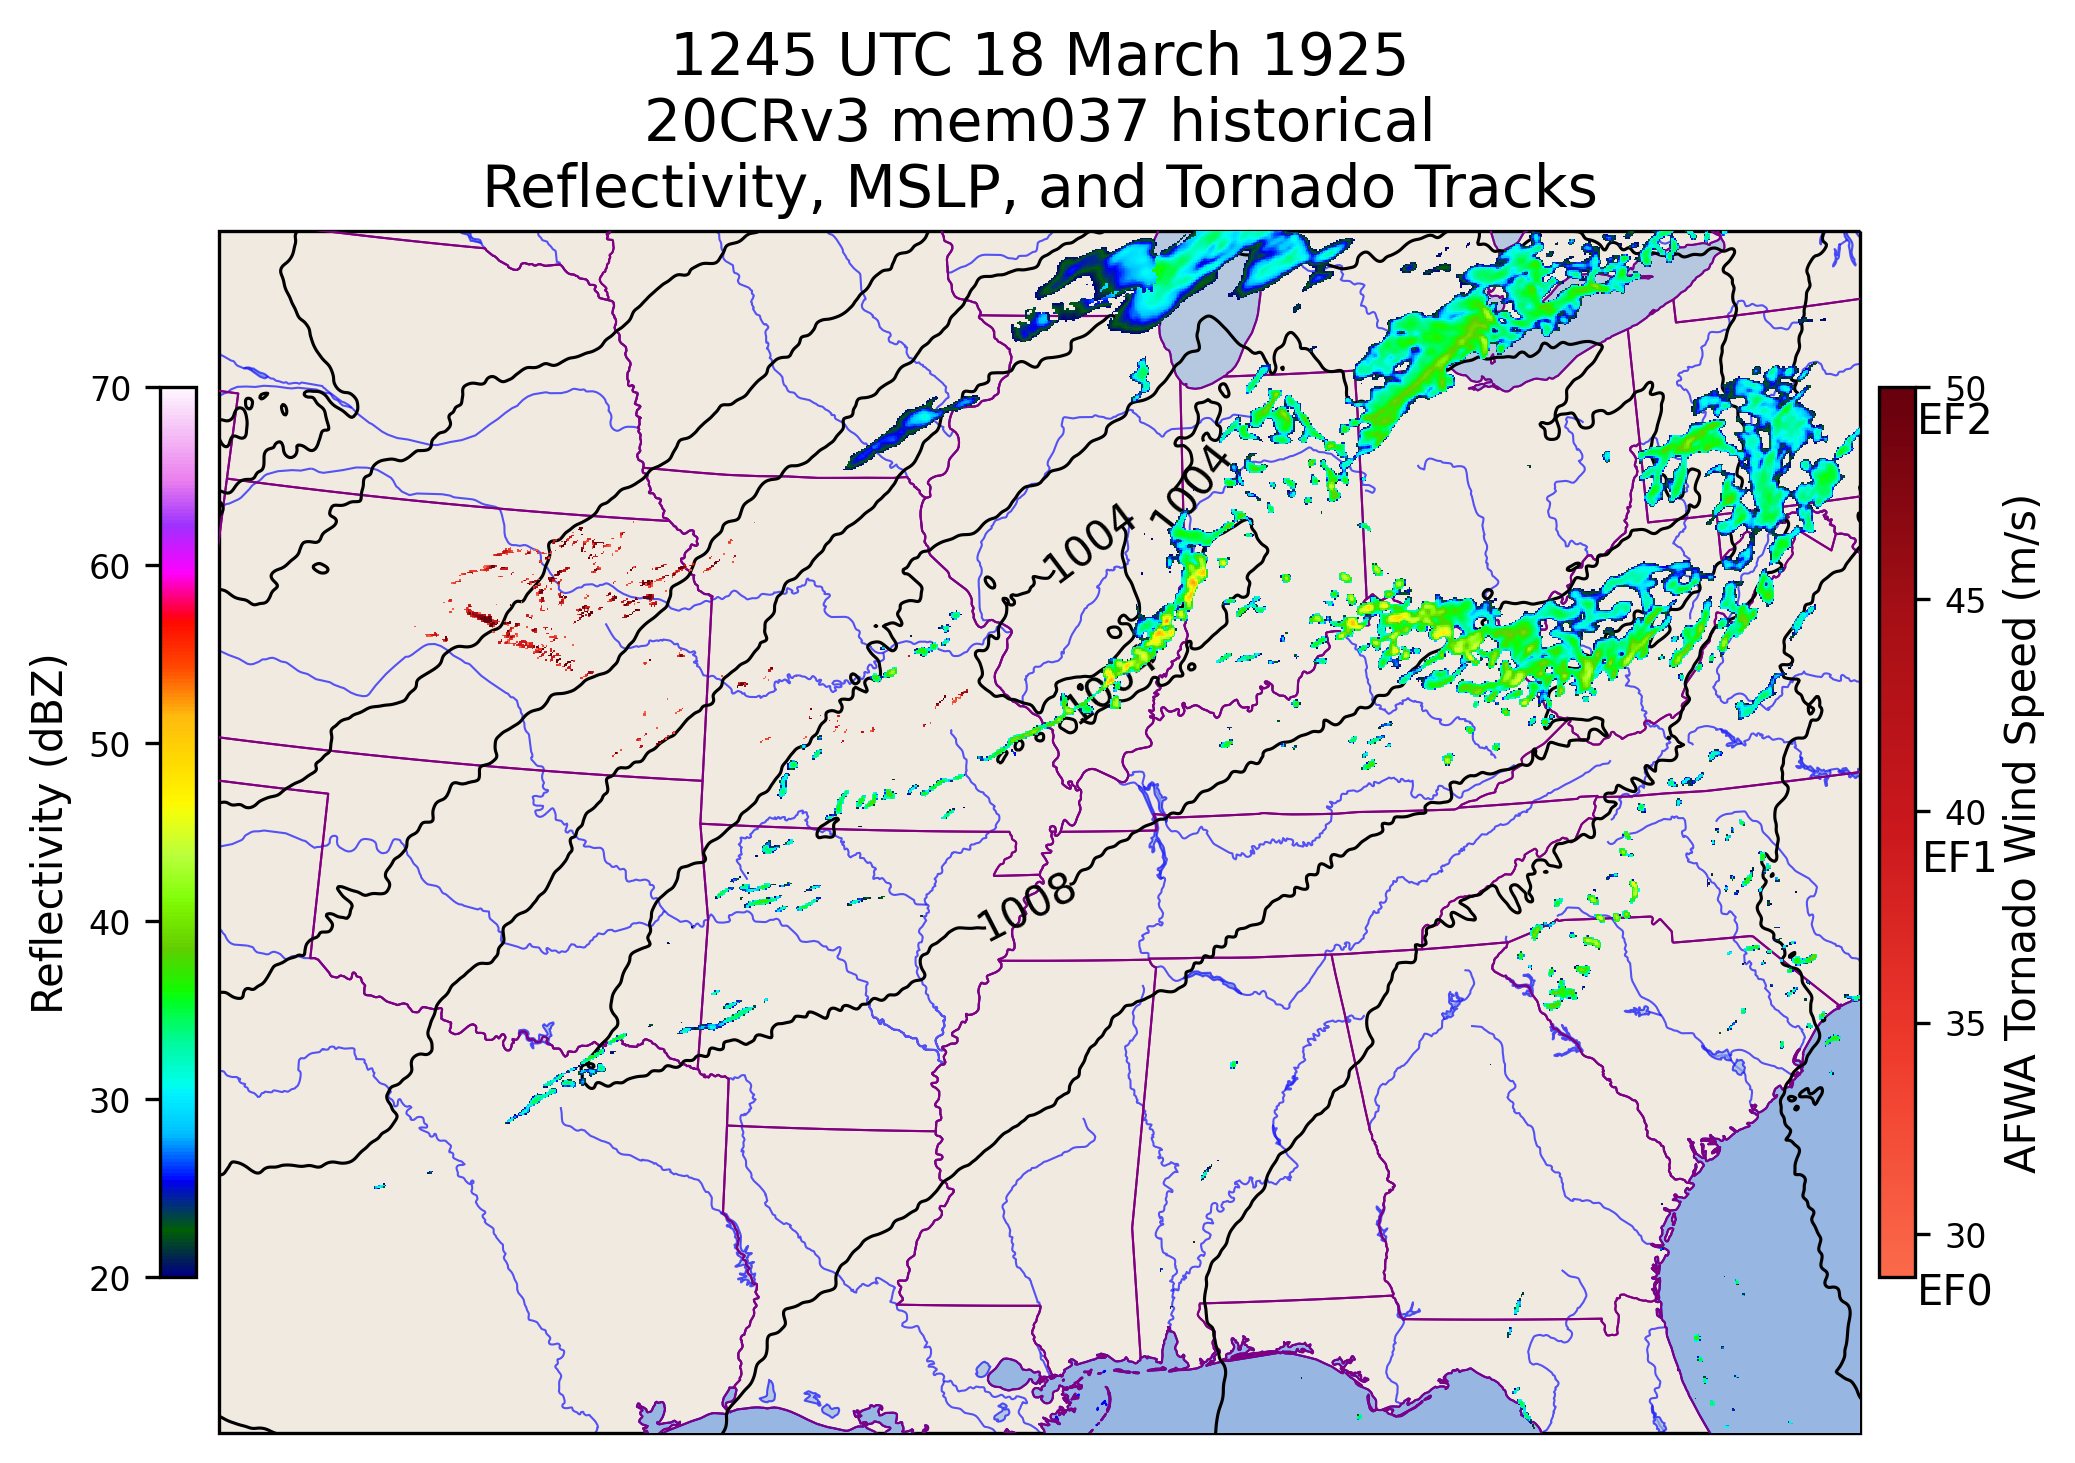 1245 UTC 18 March 1925
20CRv3 mem037 historical
Reflectivity, MSLP, and Tornado Tracks
Reflectivity (dBZ)
70
60
50
40
30
20
1004
1004
1008
50
EF2
45
40
EF1
35
30
EF0
AFWA Tornado Wind Speed (m/s)